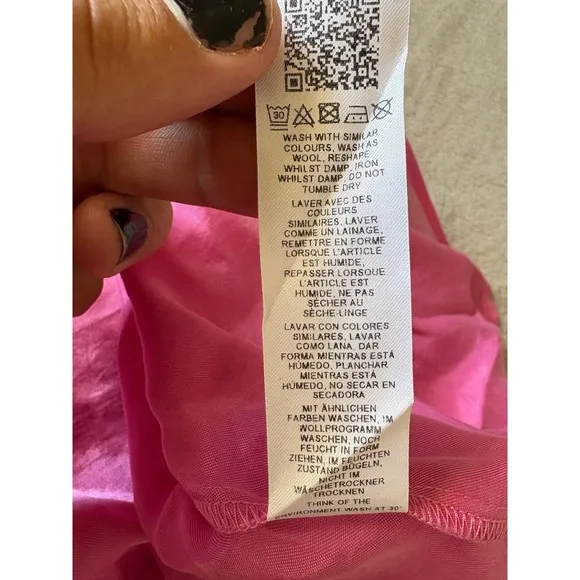 30
WASH WITH SIMILAR
COLOURS, WASH AS
WOOL, RESHAPE
WHILST DAMP, IRON
WHILST DAMP, DO NOT
TUMBLE DRY
LAVER AVEC DES
COULEURS
SIMILAIRES, LAVER
COMME UN LAINAGE,
REMETTRE EN FORME
LORSQUE L'ARTICLE
EST HUMIDE,
REPASSER LORSQUE
L'ARTICLE EST
HUMIDE, NE PAS
SÉCHER AU
SÈCHE-LINGE
LAVAR CON COLORES
SIMILARES, LAVAR
COMO LANA, DAR
FORMA MIENTRAS ESTÁ
HÚMEDO, PLANCHAR
MIENTRAS ESTÁ
HÚMEDO, NO SECAR EN
SECADORA
MIT ÄHNLICHEN
FARBEN WASCHEN, IM
WOLLPROGRAMM
WASCHEN, NOCH
FEUCHT IN FORM
ZIEHEN, IM FEUCHTEN
ZUSTAND BÜGELN,
NICHT IM
WÄSCHETROCKNER
TROCKNEN
THINK OF THE
ENVIRONMENT WASH AT 30°